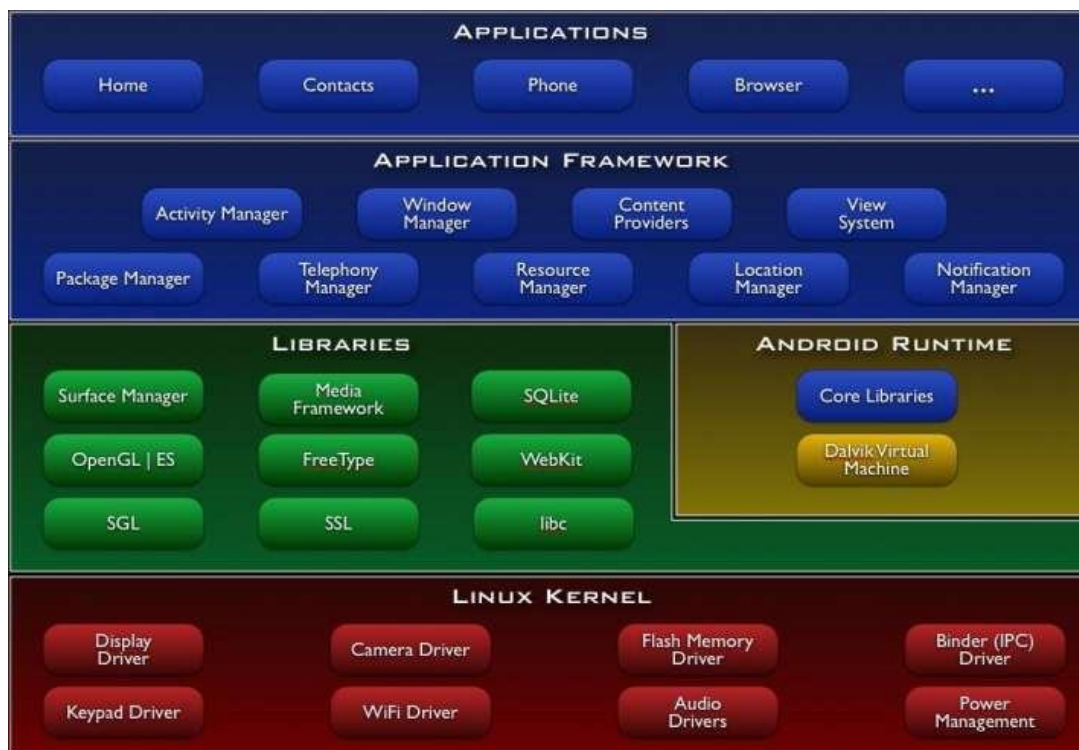 APPLICATIONS
Home
Contacts
Phone
Browser
...
APPLICATION FRAMEWORK
Activity Manager
Window
Manager
Content
Providers
View
System
Package Manager
Telephony
Manager
Resource
Manager
Location
Manager
Notification
Manager
LIBRARIES
Surface Manager
Media
Framework
SQLite
OpenGL | ES
FreeType
WebKit
SGL
SSL
libc
ANDROID RUNTIME
Core Libraries
Dalvik Virtual
Machine
LINUX KERNEL
Display
Driver
Camera Driver
Flash Memory
Driver
Binder (IPC)
Driver
Keypad Driver
WiFi Driver
Audio
Drivers
Power
Management